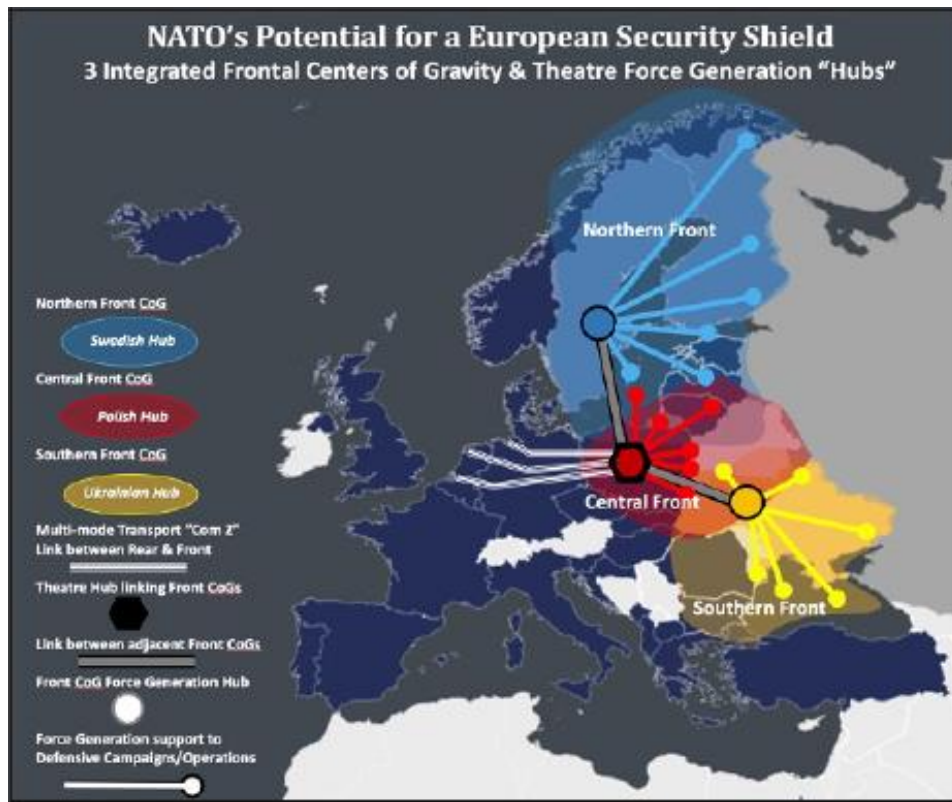 NATO's Potential for a European Security Shield
3 Integrated Frontal Centers of Gravity & Theatre Force Generation "Hubs"
Northern Front
Northern Front CoG
Swedish Hub
Central Front CoG
Polish Hub
Southern Front CoG
Ukrainian Hub
Central Front
Multi-mode Transport "Com Z"
Link between Rear & Front
Theatre Hub linking Front CoGs
Southern Front
Link between adjacent Front CoGs
Front CoG Force Generation Hub
Force Generation support to
Defensive Campaigns/Operations